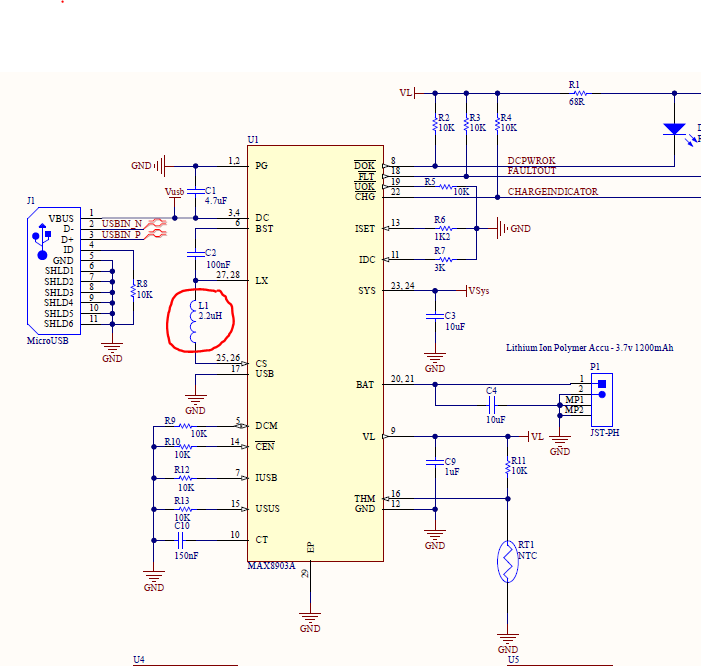 VL
R1
68R
R2
10K
R3
10K
R4
10K
U1
GND
1,2
PG
Vusb
C1
4.7uF
J1
VBUS
1
D-
2
USBIN_N
D+
3
USBIN_P
ID
4
GND
5
SHLD1
6
SHLD2
7
SHLD3
8
SHLD4
9
SHLD5
10
SHLD6
11
MicroUSB
R8
10K
GND
3,4
DC
6
BST
C2
100nF
27, 28
LX
L1
2.2uH
25, 26
CS
17
USB
GND
R9
10K
5
DCM
R10
10K
14
CEN
R12
10K
7
IUSB
R13
10K
15
USUS
C10
150nF
10
CT
GND
MAX8903A
EP
29
GND
DOK
8
DCPWROK
FLT
18
FAULTOUT
UOK
19
R5
10K
CHG
22
CHARGEINDICATOR
ISET
13
R6
1K2
GND
IDC
11
R7
3K
SYS
23, 24
VSys
C3
10uF
GND
Lithium Ion Polymer Accu - 3.7v 1200mAh
BAT
20, 21
C4
10uF
P1
1
2
MP1
MP2
JST-PH
GND
VL
9
VL
C9
1uF
R11
10K
THM
16
GND
12
GND
RT1
NTC
GND
U4
U5